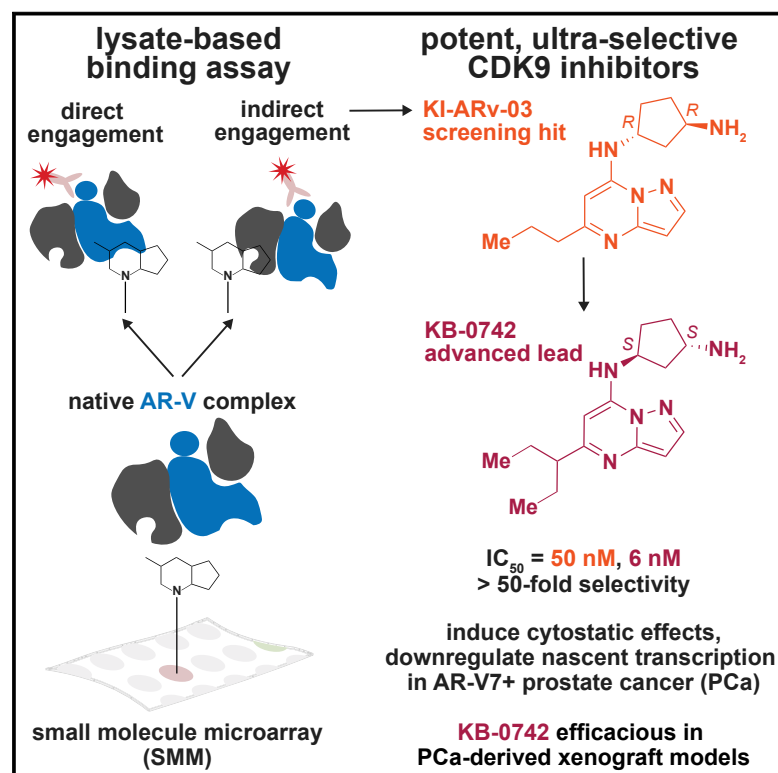 lysate-based
binding assay
direct
engagement
indirect
engagement
N
N
native AR-V complex
N
small molecule microarray
(SMM)
potent, ultra-selective
CDK9 inhibitors
KI-ARv-03
screening hit
R
R
NH2
HN
N
N
N
Me
KB-0742
advanced lead
S
S
NH2
HN
N
N
N
Me
Me
IC50 = 50 nM, 6 nM
> 50-fold selectivity
induce cytostatic effects,
downregulate nascent transcription
in AR-V7+ prostate cancer (PCa)
KB-0742 efficacious in
PCa-derived xenograft models